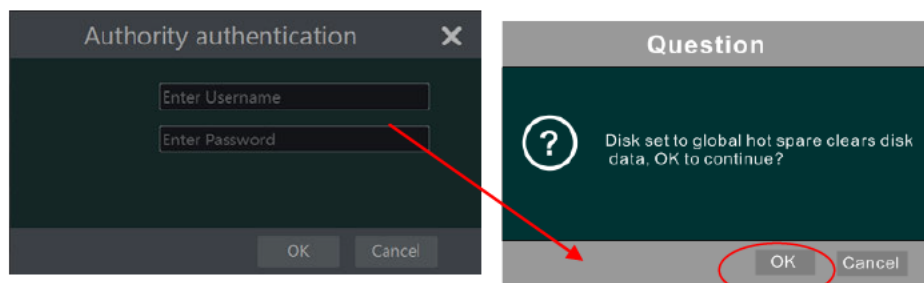 Authority authentication
Enter Username
Enter Password
OK Cancel
Question
?
Disk set to global hot spare clears disk
data, OK to continue?
OK Cancel